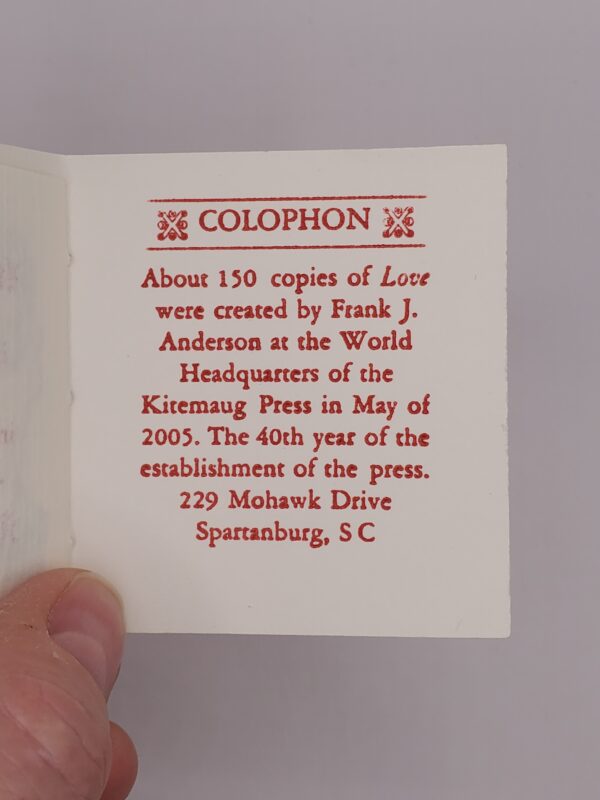 COLOPHON
About 150 copies of Love
were created by Frank J.
Anderson at the World
Headquarters of the
Kitemaug Press in May of
2005. The 40th year of the
establishment of the press.
229 Mohawk Drive
Spartanburg, S C